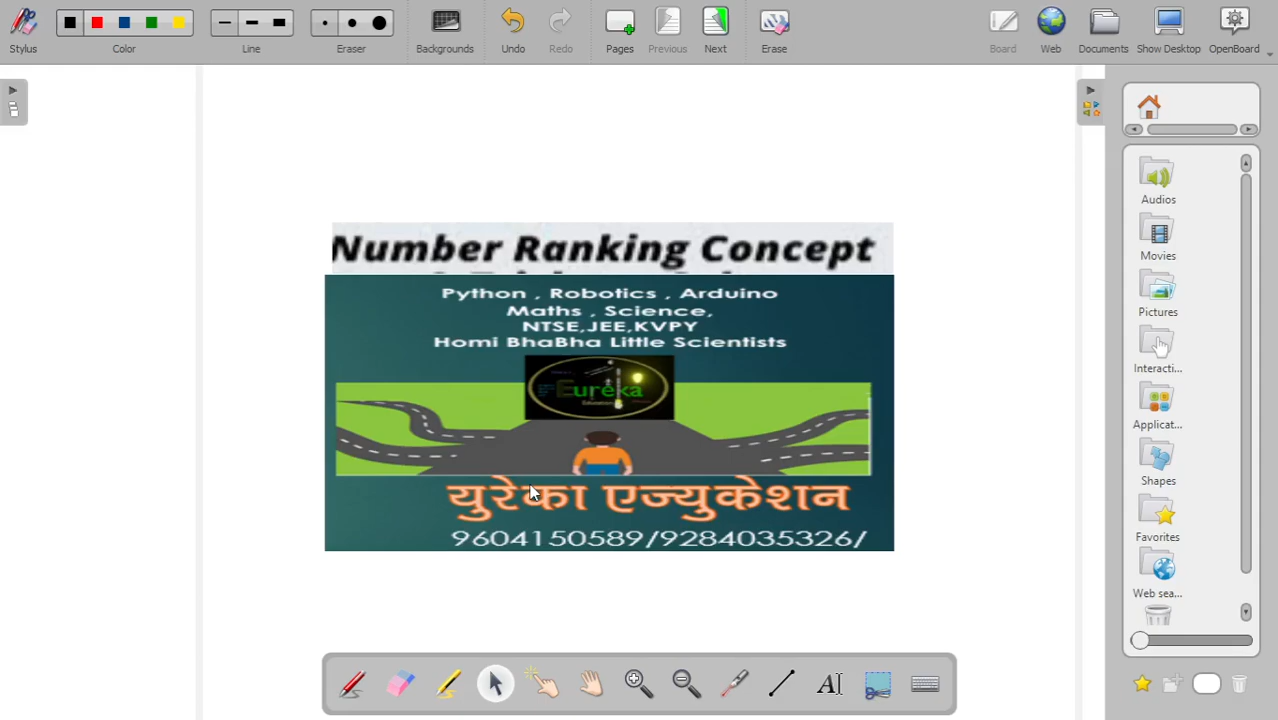 Stylus
Color
Line
Eraser
Backgrounds
Undo
Redo
Pages
Previous
Next
Erase
Board
Web
Documents
Show Desktop
OpenBoard
Number Ranking Concept
Python , Robotics , Arduino
Maths , Science,
NTSE,JEE,KVPY
Homi BhaBha Little Scientists
Eureka
युरेका एज्युकेशन
9604150589/9284035326/
Audios
Movies
Pictures
Interacti...
Applicat...
Shapes
Favorites
Web sea...